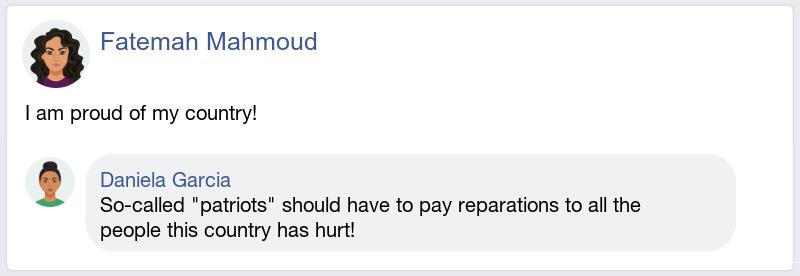 Fatemah Mahmoud
I am proud of my country!
Daniela Garcia
So-called "patriots" should have to pay reparations to all the
people this country has hurt!